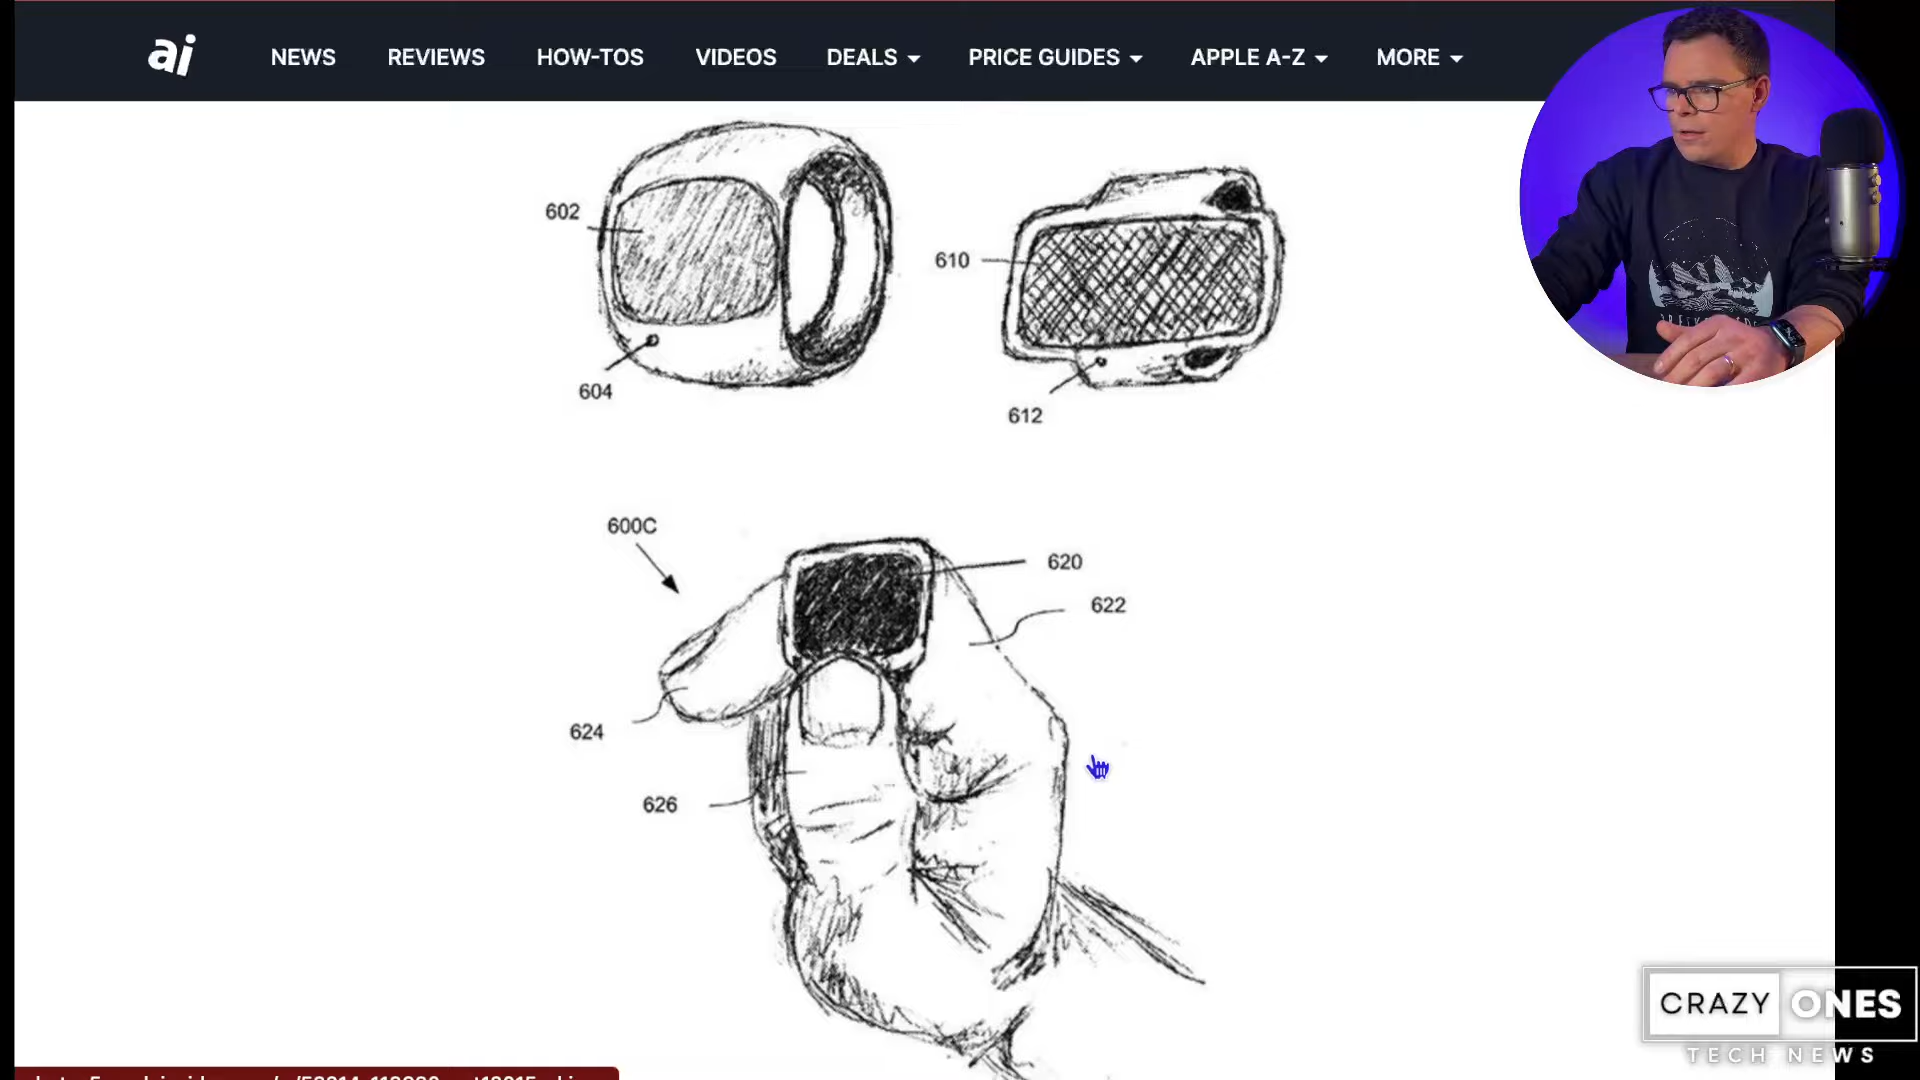 ai NEWS REVIEWS HOW-TOS VIDEOS DEALS PRICE GUIDES APPLE A-Z MORE
602
610
604
612
600C
620
622
624
626
CRAZY ONES
TECH NEWS